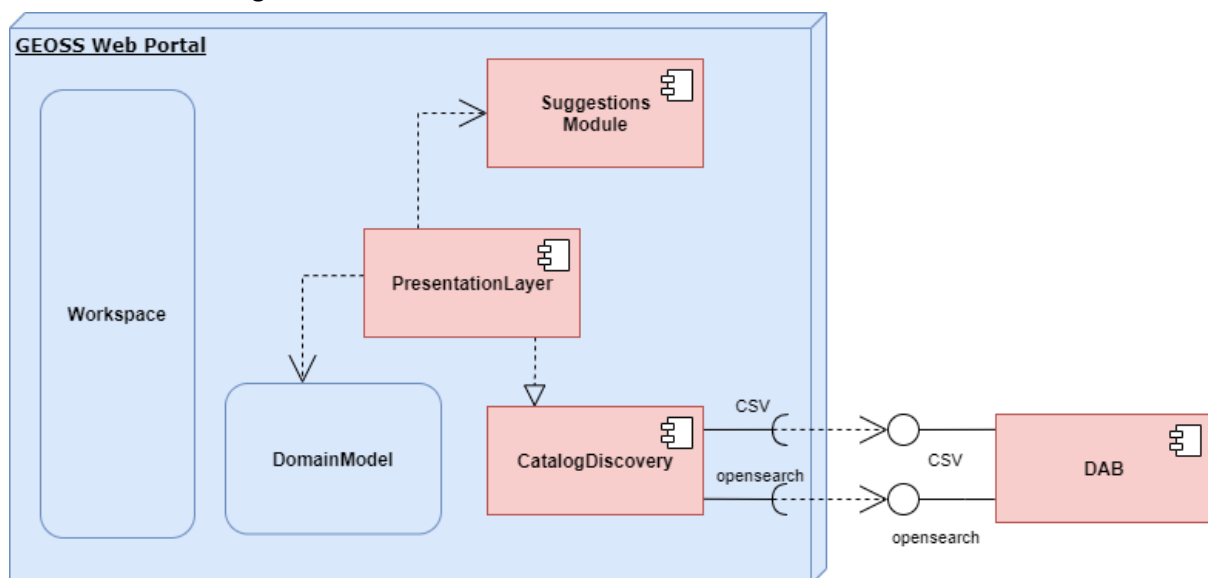 GEOSS Web Portal
Suggestions
Module
PresentationLayer
Workspace
DomainModel
CatalogDiscovery
CSV
opensearch
CSV
opensearch
DAB